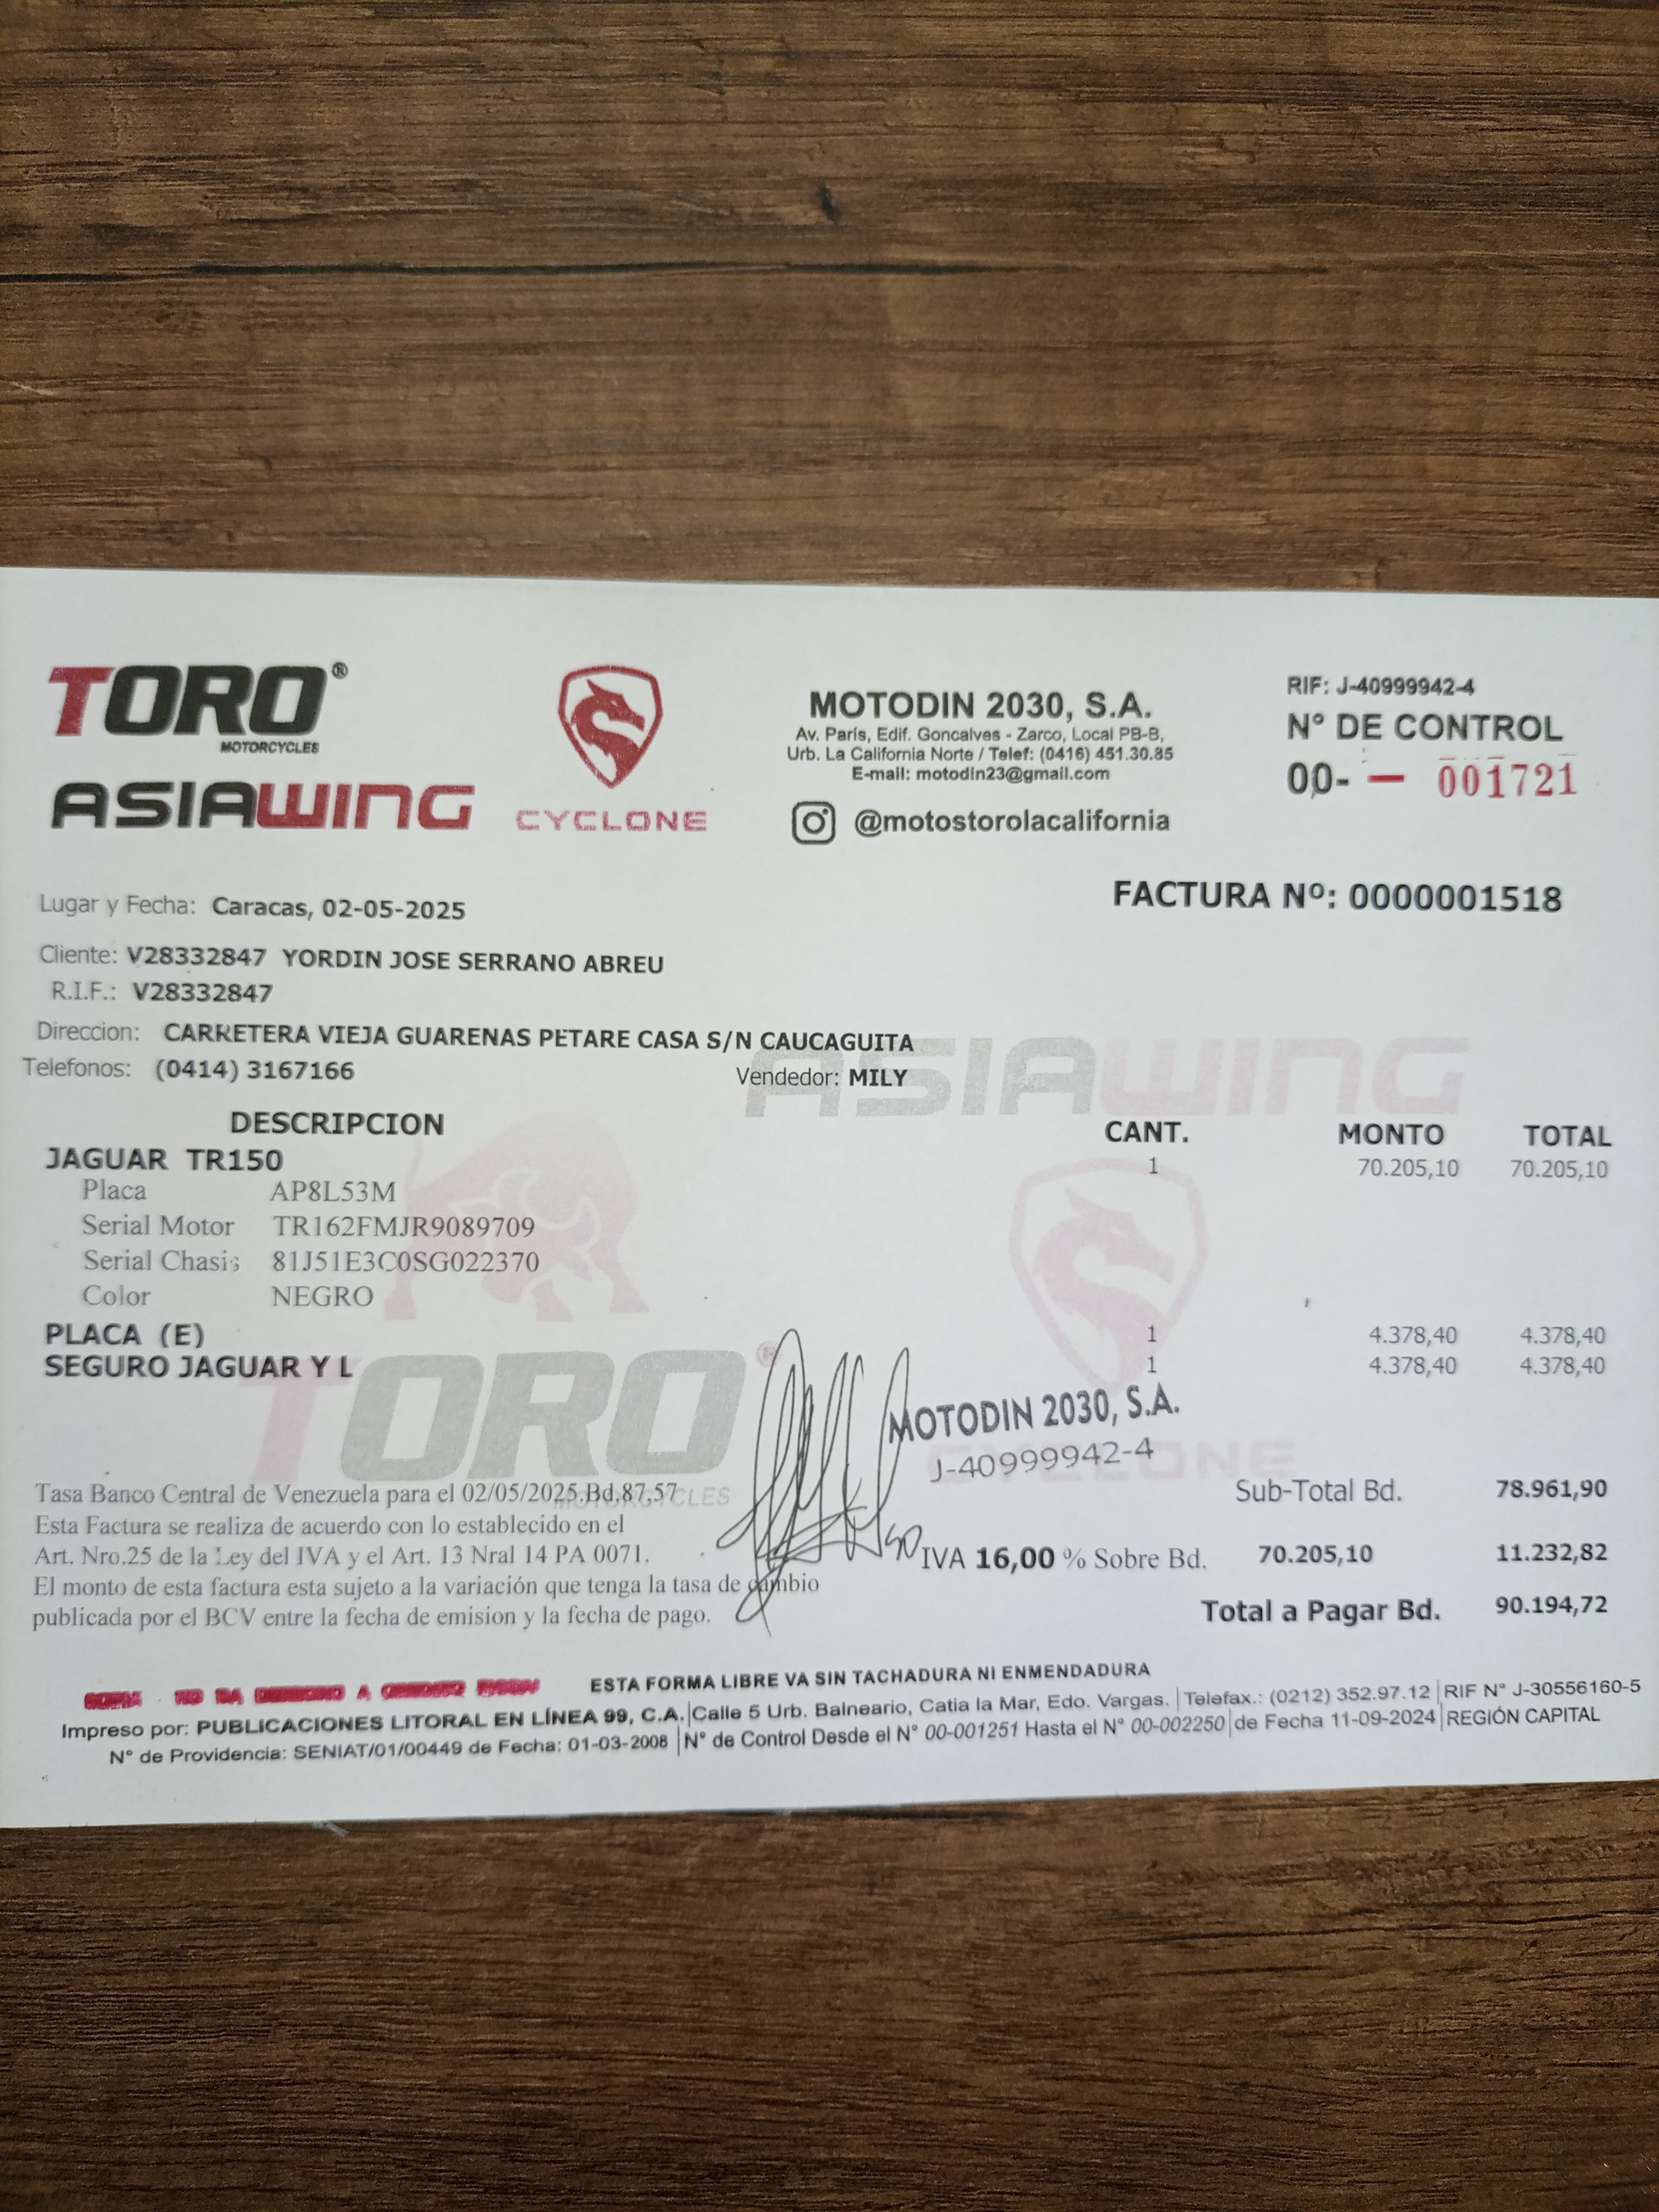 TORO®
MOTORCYCLES
ASIAWING
CYCLONE
MOTODIN 2030, S.A.
Av. París, Edif. Goncalves - Zarco, Local PB-B,
Urb. La California Norte / Telef: (0416) 451.30.85
E-mail: motodin23@gmail.com
@motostorolacalifornia
RIF: J-40999942-4
N° DE CONTROL
00- — 001721
FACTURA Nº: 0000001518
Lugar y Fecha: Caracas, 02-05-2025
Cliente: V28332847 YORDIN JOSE SERRANO ABREU
R.I.F.: V28332847
Direccion: CARRETERA VIEJA GUARENAS PETARE CASA S/N CAUCAGUITA
Telefonos: (0414) 3167166 Vendedor: MILY
ASIAWING
DESCRIPCION CANT. MONTO TOTAL
JAGUAR TR150 1 70.205,10 70.205,10
Placa AP8L53M
Serial Motor TR162FMJR9089709
Serial Chasis 81J51E3C0SG022370
Color NEGRO
PLACA (E) 1 4.378,40 4.378,40
SEGURO JAGUAR Y L 1 4.378,40 4.378,40
TORO®
MOTORCYCLES
CYCLONE
MOTODIN 2030, S.A.
J-40999942-4
Tasa Banco Central de Venezuela para el 02/05/2025.Bd.87,57
Esta Factura se realiza de acuerdo con lo establecido en el
Art. Nro.25 de la Ley del IVA y el Art. 13 Nral 14 PA 0071.
El monto de esta factura esta sujeto a la variación que tenga la tasa de cambio
publicada por el BCV entre la fecha de emision y la fecha de pago.
Sub-Total Bd. 78.961,90
IVA 16,00 % Sobre Bd. 70.205,10 11.232,82
Total a Pagar Bd. 90.194,72
ESTA FORMA LIBRE VA SIN TACHADURA NI ENMENDADURA
Impreso por: PUBLICACIONES LITORAL EN LÍNEA 99, C.A. | Calle 5 Urb. Balneario, Catia la Mar, Edo. Vargas. | Telefax.: (0212) 352.97.12 | RIF N° J-30556160-5
N° de Providencia: SENIAT/01/00449 de Fecha: 01-03-2008 | N° de Control Desde el N° 00-001251 Hasta el N° 00-002250 | de Fecha 11-09-2024 | REGIÓN CAPITAL